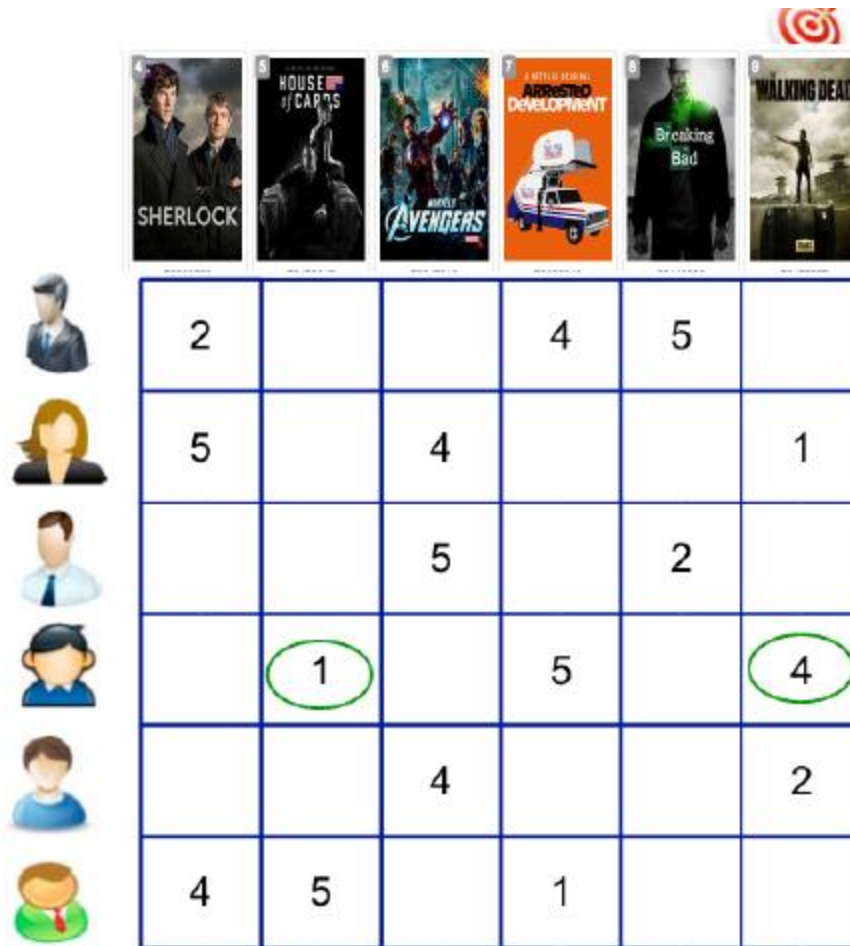 4 5 6 7 8 9
SHERLOCK
HOUSE
of CARDS
MARVEL'S
AVENGERS
A NETFLIX ORIGINAL
ARRESTED
DEVELOPMENT
Breaking
Bad
WALKING DEAD
2 4 5
5 4 1
5 2
1 5 4
4 2
4 5 1